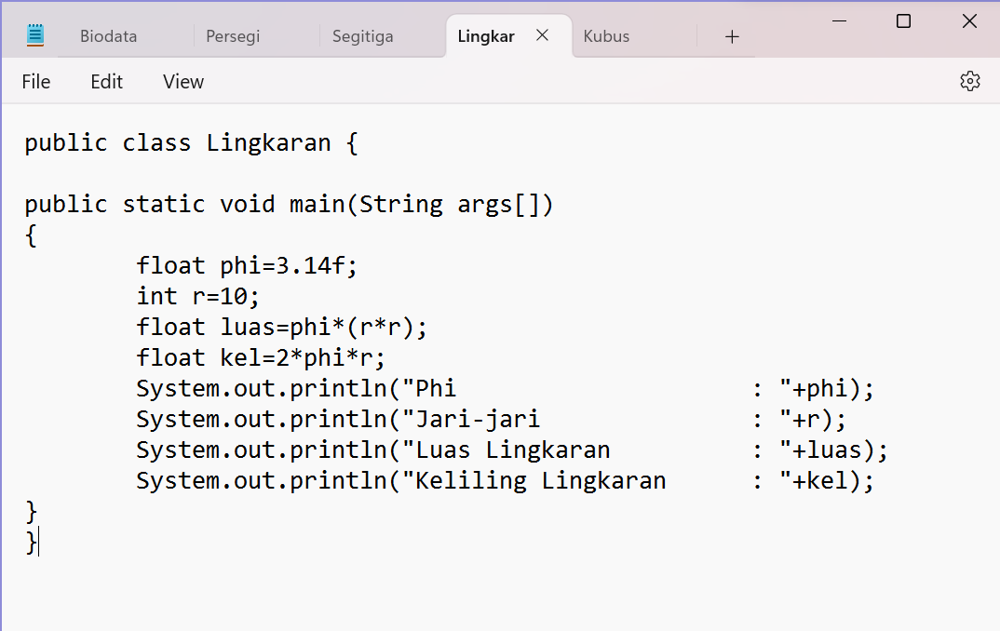 Biodata Persegi Segitiga Lingkar Kubus
File Edit View
public class Lingkaran {
public static void main(String args[])
{
float phi=3.14f;
int r=10;
float luas=phi*(r*r);
float kel=2*phi*r;
System.out.println("Phi                     : "+phi);
System.out.println("Jari-jari               : "+r);
System.out.println("Luas Lingkaran          : "+luas);
System.out.println("Keliling Lingkaran      : "+kel);
}
}